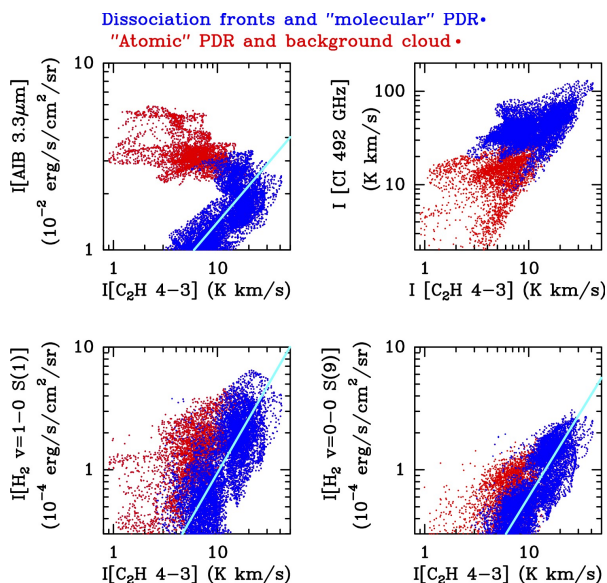 Dissociation fronts and "molecular" PDR•
"Atomic" PDR and background cloud•
I[AIB 3.3μm]
(10⁻² erg/s/cm²/sr)
10
1
1
10
I[C₂H 4−3] (K km/s)
I [CI 492 GHz]
(K km/s)
100
10
1
10
I [C₂H 4−3] (K km/s)
I[H₂ v=1−0 S(1)]
(10⁻⁴ erg/s/cm²/sr)
10
1
1
10
I[C₂H 4−3] (K km/s)
I[H₂ v=0−0 S(9)]
(10⁻⁴ erg/s/cm²/sr)
10
1
1
10
I[C₂H 4−3] (K km/s)